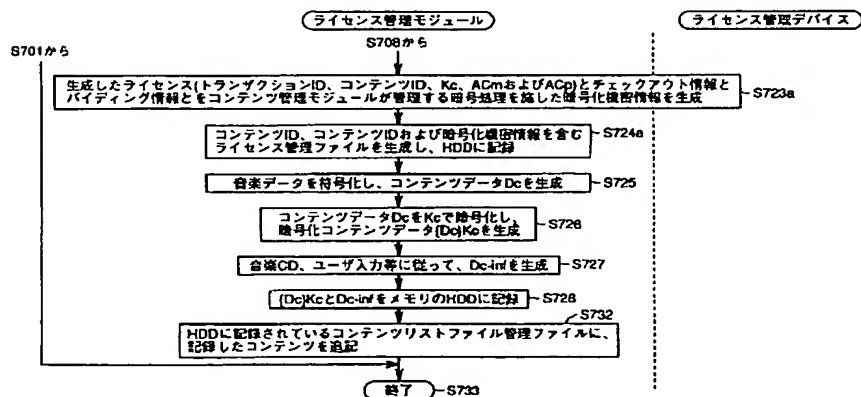 ライセンス管理モジュール
ライセンス管理デバイス
S701から
S708から
生成したライセンス(トランザクションID、コンテンツID、Kc、ACmおよびACp)とチェックアウト情報と
バイディング情報とをコンテンツ管理モジュールが管理する暗号処理を施した暗号化機密情報を生成
S723a
コンテンツID、コンテンツIDおよび暗号化機密情報を含む
ライセンス管理ファイルを生成し、HDDに記録
S724a
音楽データを符号化し、コンテンツデータDcを生成
S725
コンテンツデータDcをKcで暗号化し、
暗号化コンテンツデータ{Dc}Kcを生成
S726
音楽CD、ユーザ入力等に従って、Dc-infを生成
S727
{Dc}KcとDc-infをメモリのHDDに記録
S728
S732
HDDに記録されているコンテンツリストファイル管理ファイルに、
記録したコンテンツを追記
終了
S733